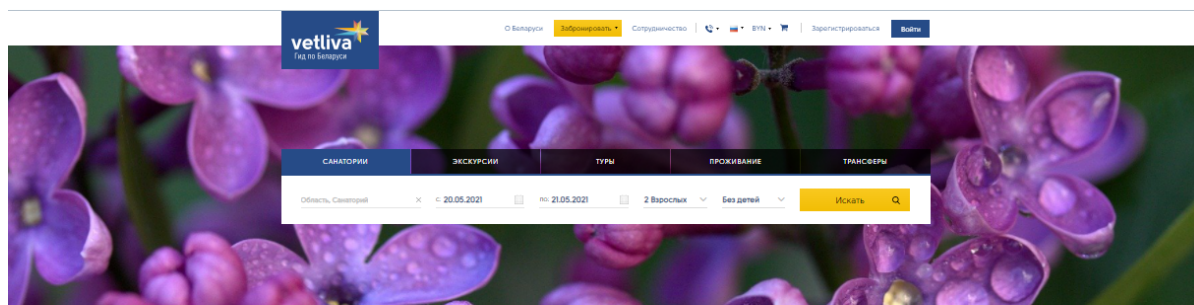 vetliva
Гид по Беларуси
О Беларуси Забронировать Сотрудничество BYN Зарегистрироваться Войти
САНАТОРИИ ЭКСКУРСИИ ТУРЫ ПРОЖИВАНИЕ ТРАНСФЕРЫ
Область, Санаторий × с: 20.05.2021 по: 21.05.2021 2 Взрослых Без детей Искать